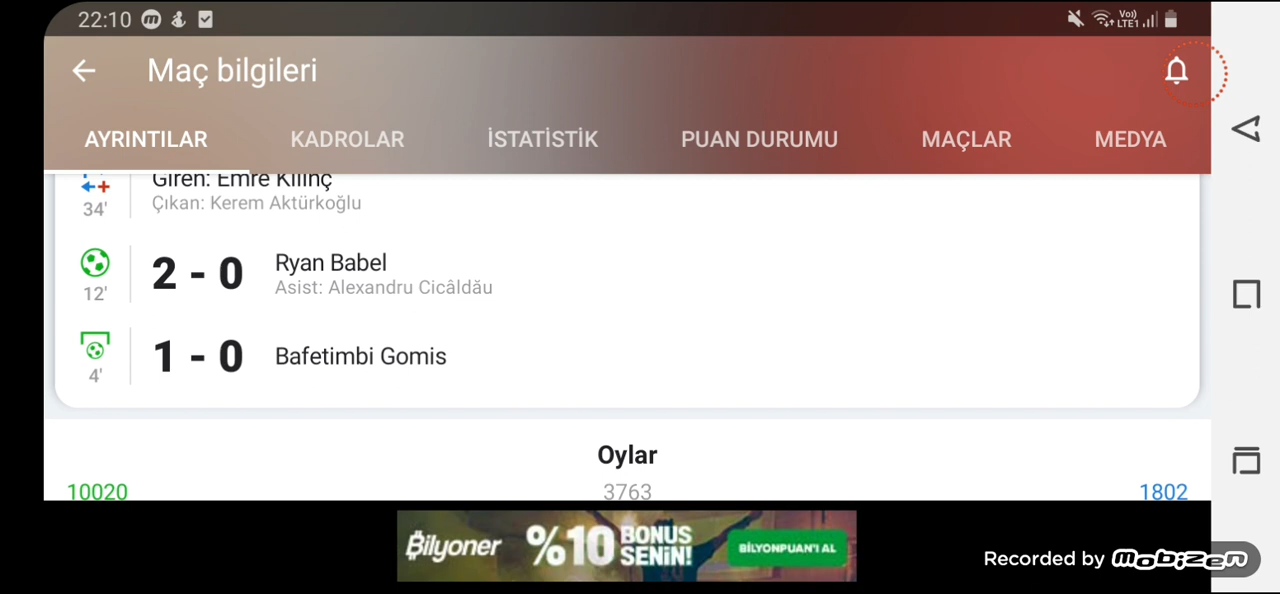 22:10
Vo))
LTE1
Maç bilgileri
AYRINTILAR KADROLAR İSTATİSTİK PUAN DURUMU MAÇLAR MEDYA
Giren: Emre Kılınç
34' Çıkan: Kerem Aktürkoğlu
2 - 0 Ryan Babel
12' Asist: Alexandru Cicâldău
1 - 0 Bafetimbi Gomis
4'
Oylar
10020 3763 1802
Bilyoner %10 BONUS SENİN! BİLYONPUAN'I AL
Recorded by mobizen